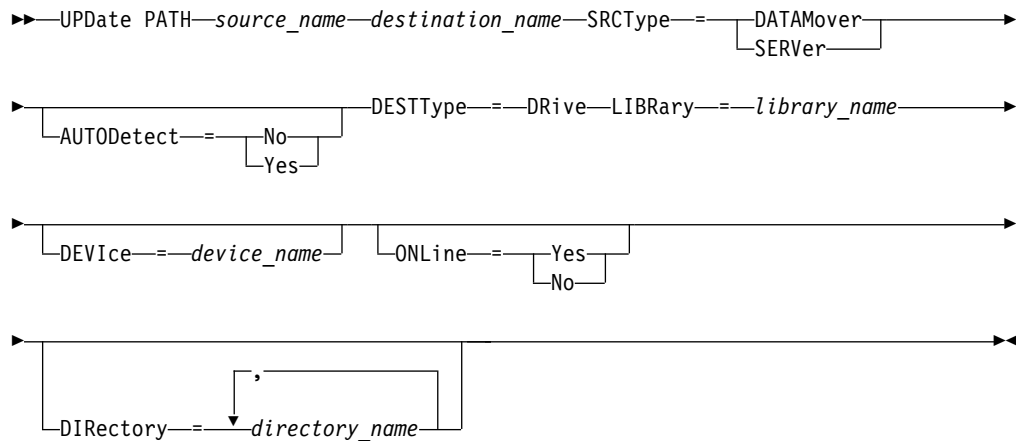 UPDate PATH source_name destination_name SRCType = DATAMover
SERVer
AUTODetect = No
Yes
DESTType = DRive LIBRary = library_name
DEVIce = device_name
ONLine = Yes
No
DIRectory = directory_name
,